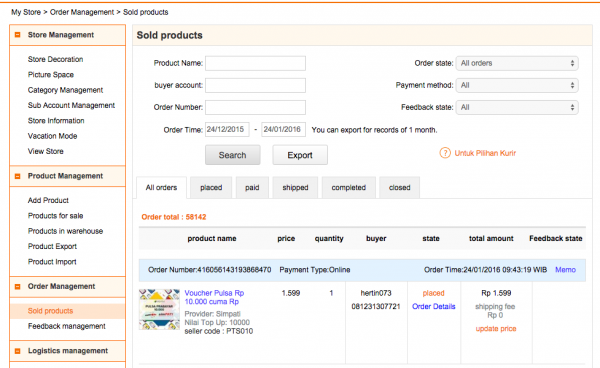 My Store > Order Management > Sold products
Store Management
Store Decoration
Picture Space
Category Management
Sub Account Management
Store Information
Vacation Mode
View Store
Product Management
Add Product
Products for sale
Products in warehouse
Product Export
Product Import
Order Management
Sold products
Feedback management
Logistics management
Sold products
Product Name:
Order state: All orders
buyer account:
Payment method: All
Order Number:
Feedback state: All
Order Time: 24/12/2015 - 24/01/2016 You can export for records of 1 month.
Search Export
? Untuk Pilihan Kurir
All orders placed paid shipped completed closed
Order total : 58142
product name price quantity buyer state total amount Feedback state
Order Number:416056143193868470 Payment Type:Online Order Time:24/01/2016 09:43:19 WIB Memo
Voucher Pulsa Rp 1.599 1 hertin073 placed Rp 1.599
10.000 cuma Rp 081231307721 Order Details shipping fee
Provider: Simpati Rp 0
Nilai Top Up: 10000 update price
seller code : PTS010